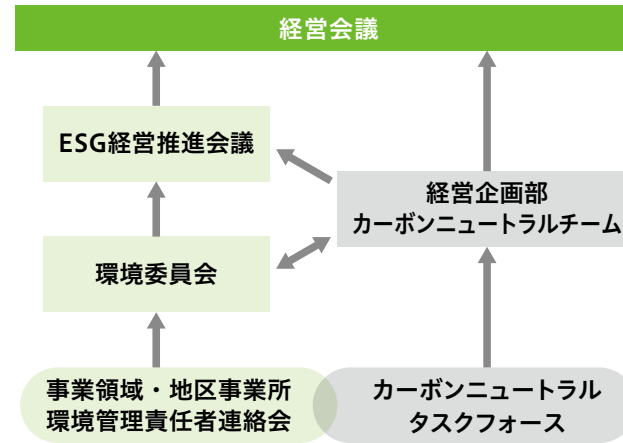 経営会議
ESG経営推進会議
経営企画部
カーボンニュートラルチーム
環境委員会
事業領域・地区事業所
環境管理責任者連絡会
カーボンニュートラル
タスクフォース